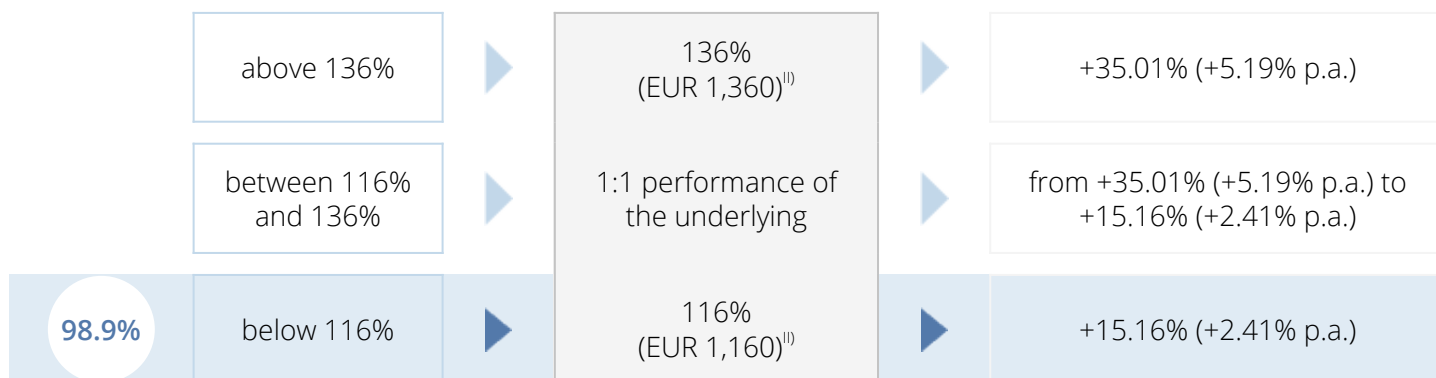 above 136%
136%
(EUR 1,360)II)
+35.01% (+5.19% p.a.)
between 116%
and 136%
1:1 performance of
the underlying
from +35.01% (+5.19% p.a.) to
+15.16% (+2.41% p.a.)
98.9%
below 116%
116%
(EUR 1,160)II)
+15.16% (+2.41% p.a.)